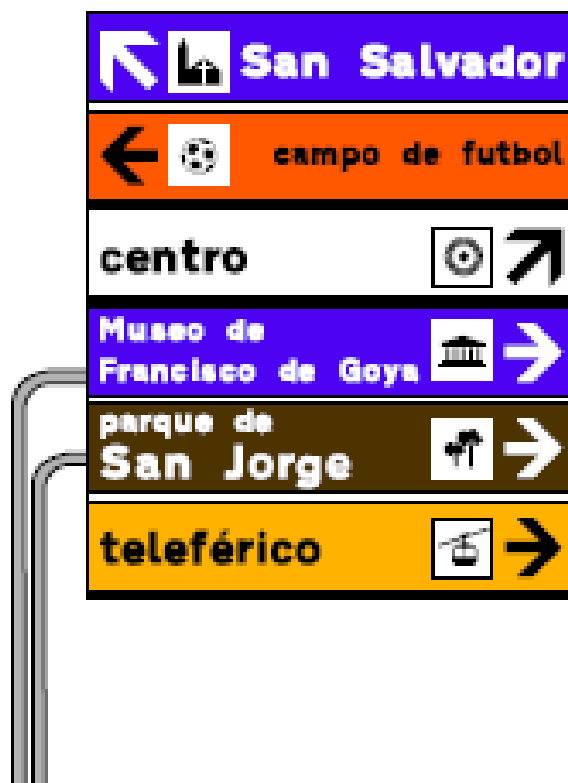 San Salvador
campo de futbol
centro
Museo de
Francisco de Goya
parque de
San Jorge
teleférico